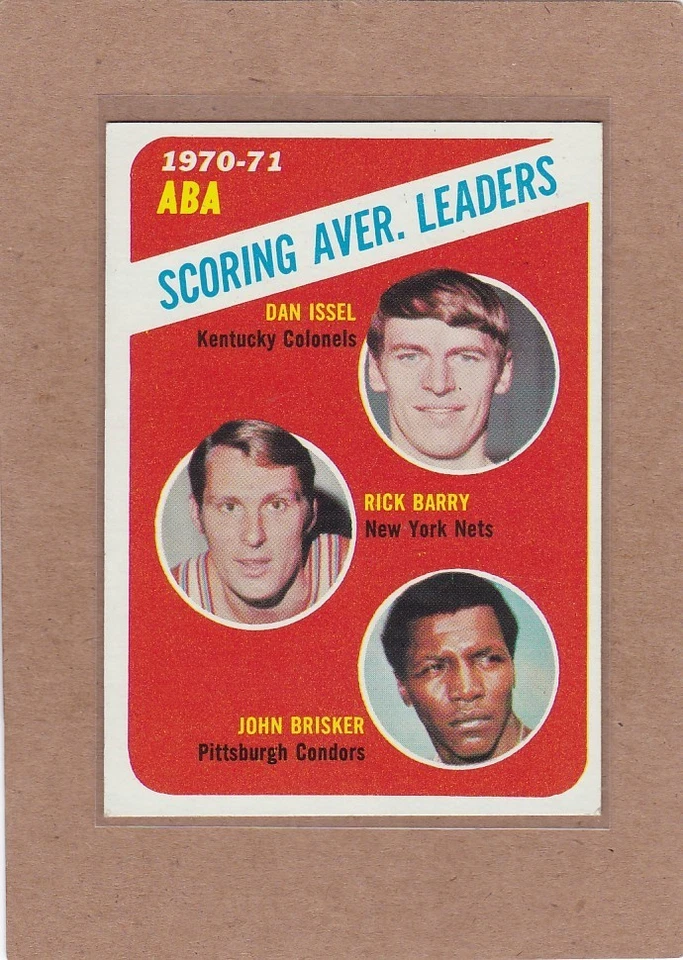 1970-71
ABA
SCORING AVER. LEADERS
DAN ISSEL
Kentucky Colonels
RICK BARRY
New York Nets
JOHN BRISKER
Pittsburgh Condors